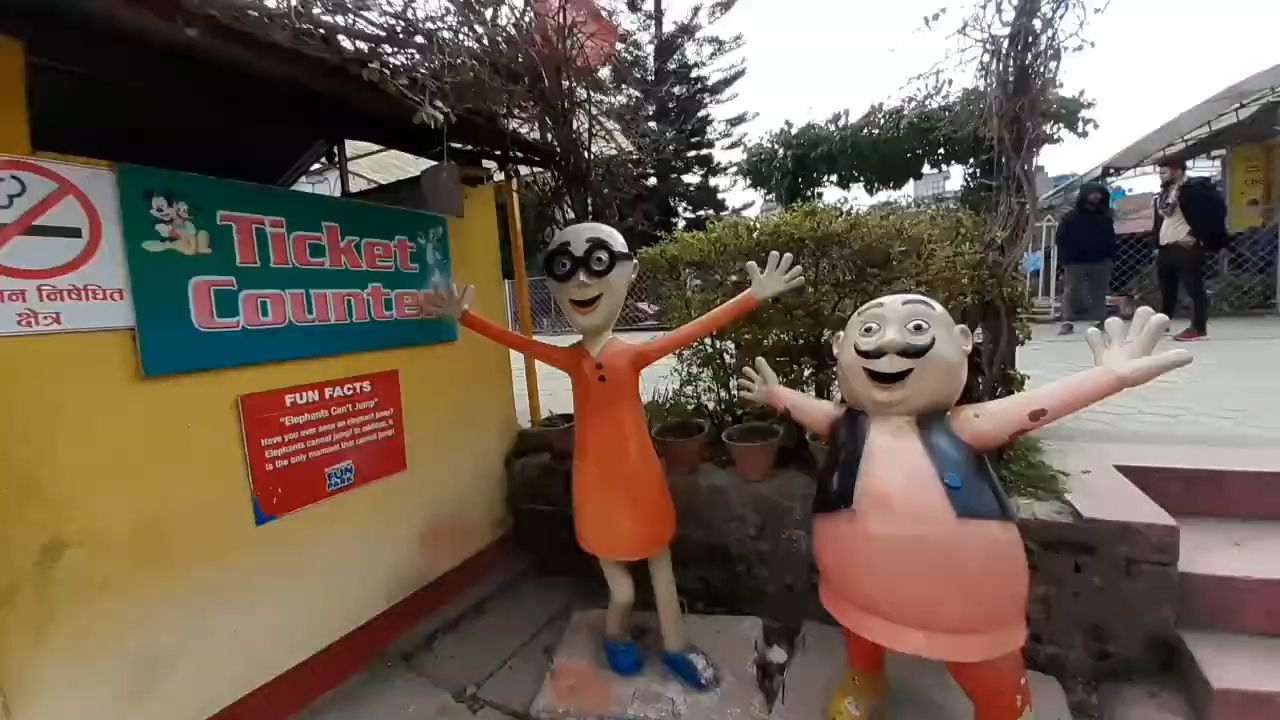 न निषेधित
क्षेत्र
Ticket
Counter
FUN FACTS
"Elephants Can't Jump"
Have you ever seen an elephant jump?
Elephants cannot jump! In addition, it
is the only mammal that cannot jump!
FUN
PARK